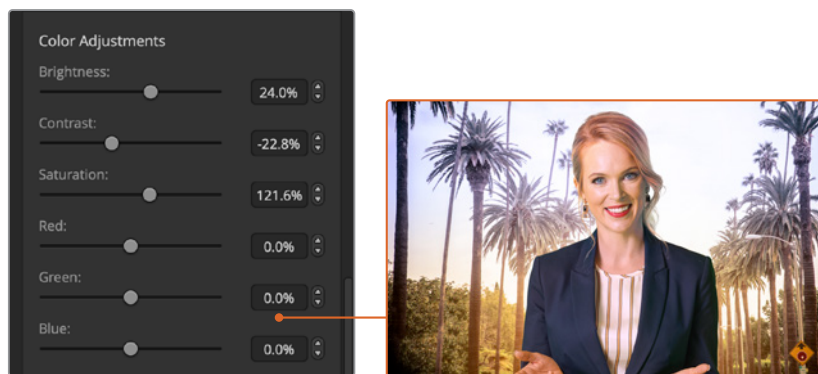 Color Adjustments
Brightness:
24.0%
Contrast:
-22.8%
Saturation:
121.6%
Red:
0.0%
Green:
0.0%
Blue:
0.0%